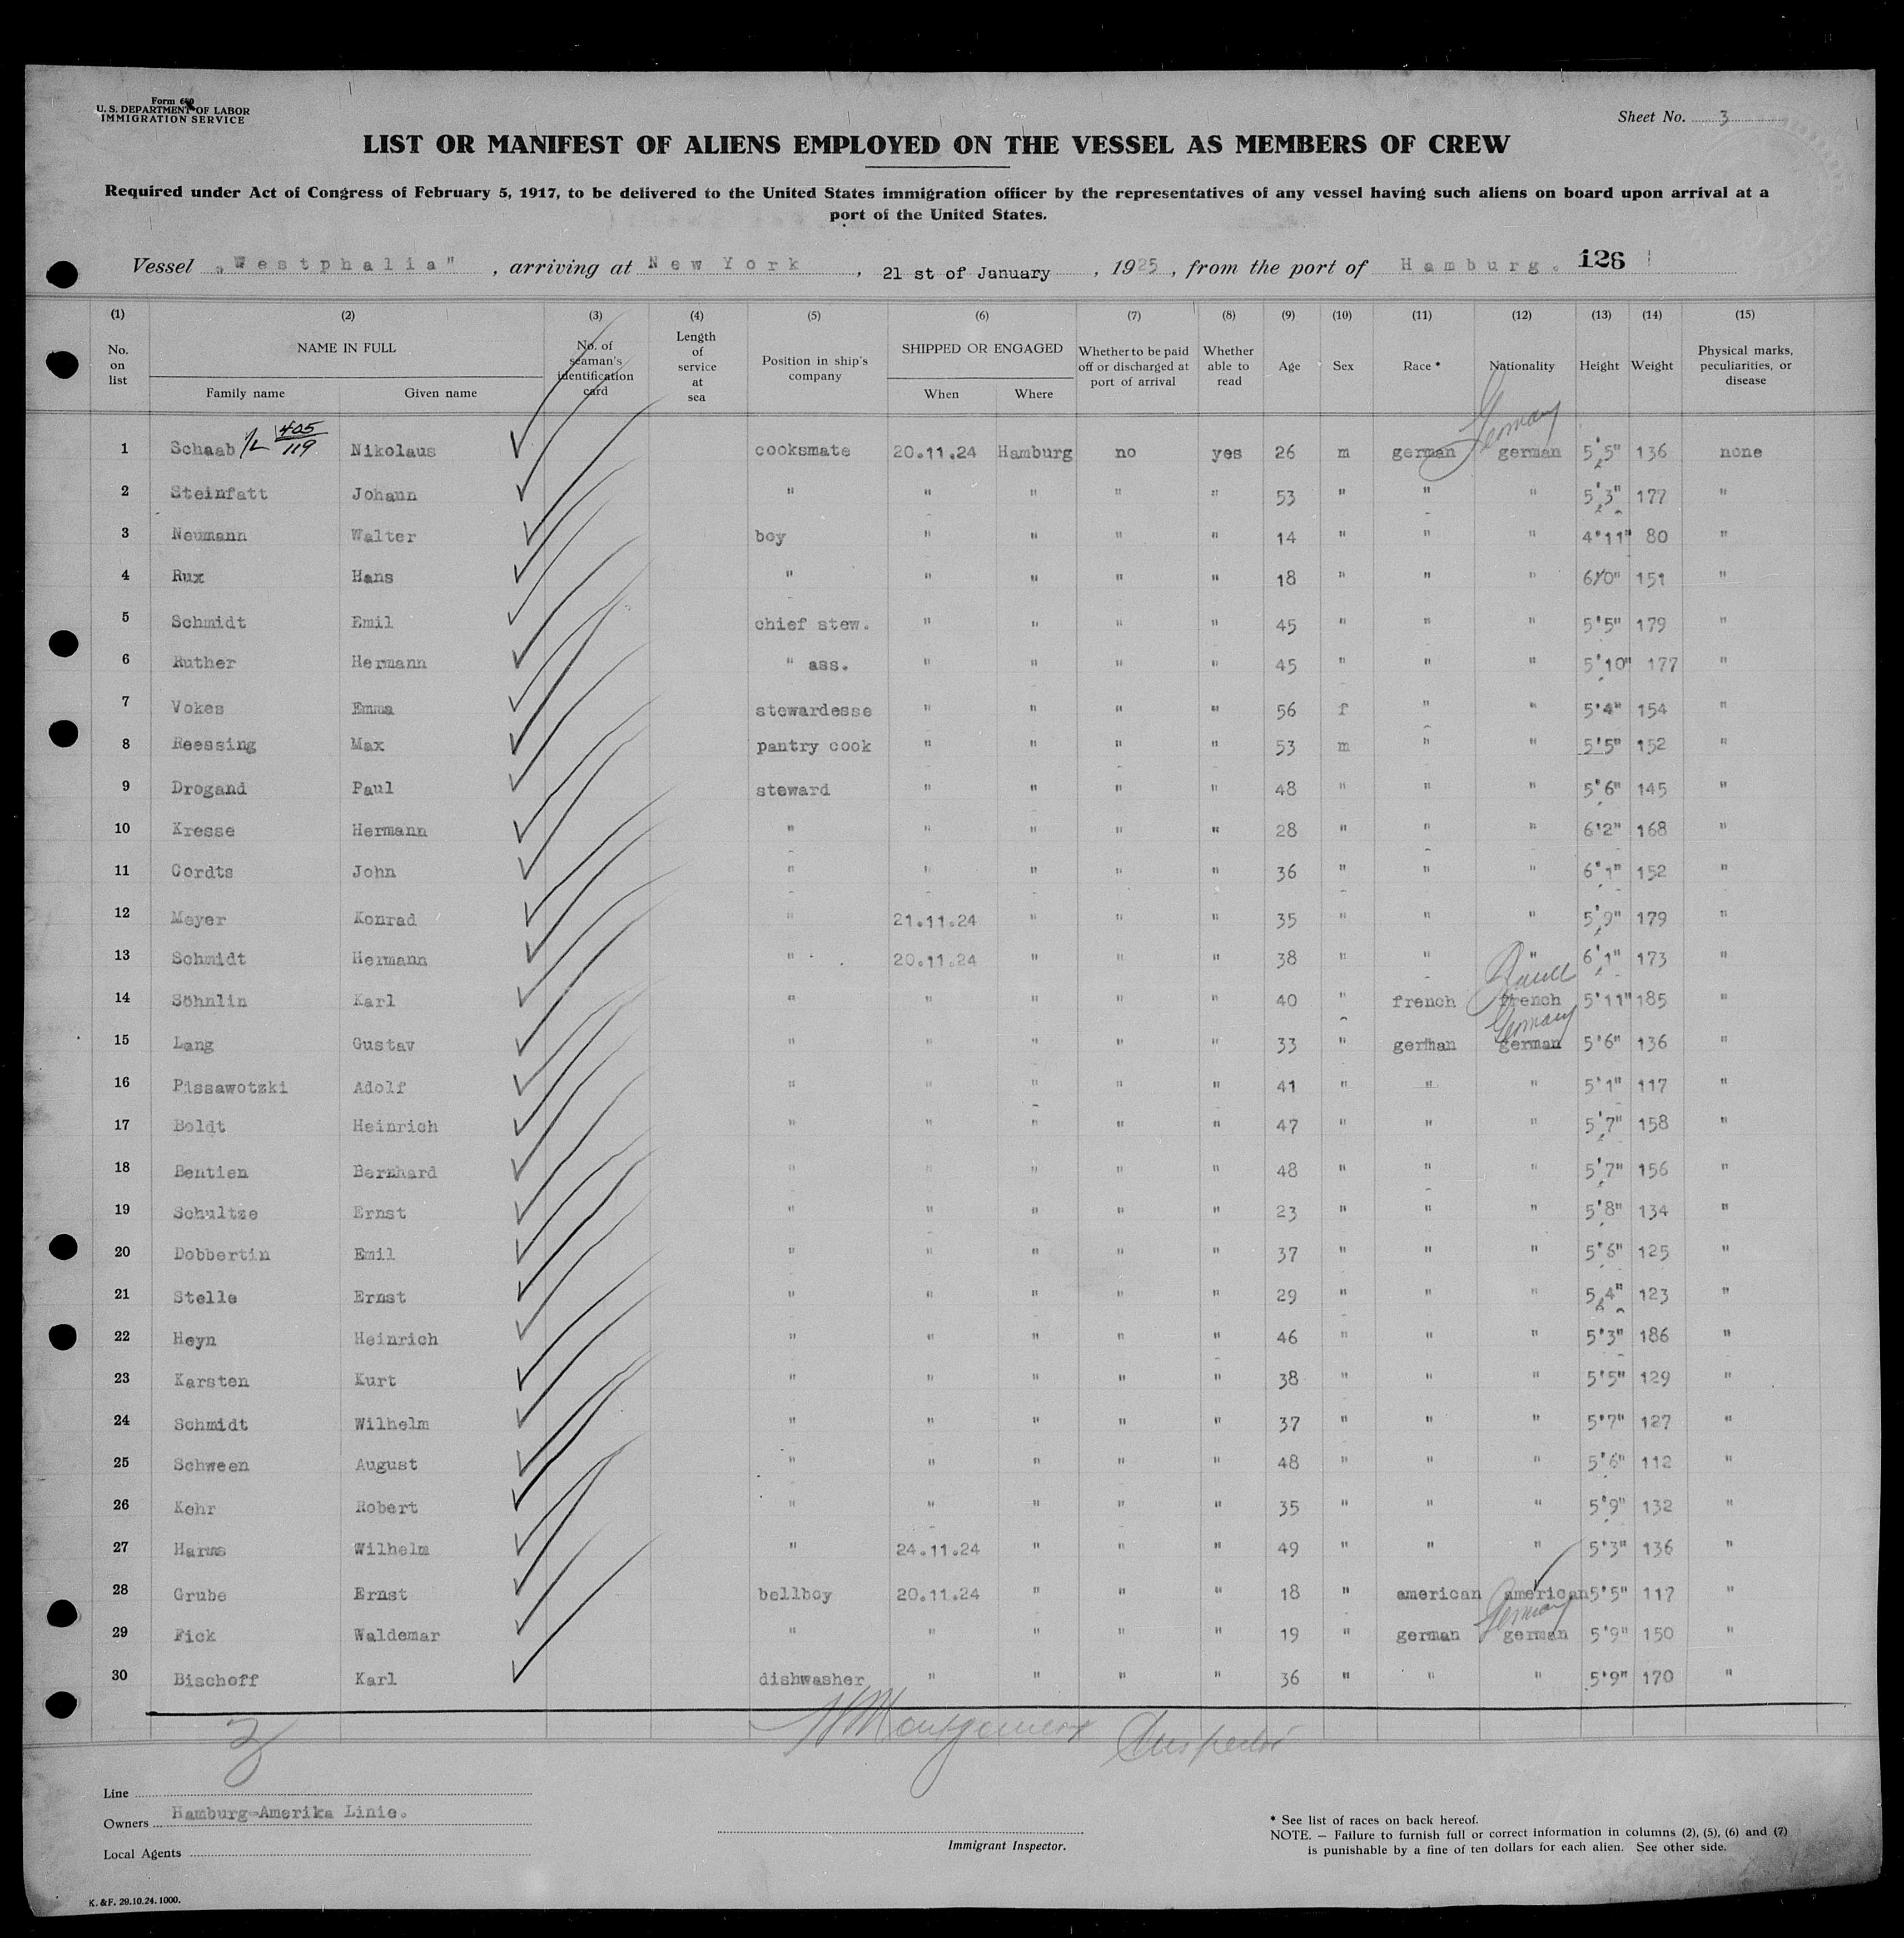 Form 680
U. S. DEPARTMENT OF LABOR
IMMIGRATION SERVICE
Sheet No. 3
LIST OR MANIFEST OF ALIENS EMPLOYED ON THE VESSEL AS MEMBERS OF CREW
Required under Act of Congress of February 5, 1917, to be delivered to the United States immigration officer by the representatives of any vessel having such aliens on board upon arrival at a
port of the United States.
Vessel „Westphalia", arriving at New York, 21 st of January, 1925, from the port of Hamburg. 126
(1) (2) (3) (4) (5) (6) (7) (8) (9) (10) (11) (12) (13) (14) (15)
No. on list NAME IN FULL Family name Given name No. of seaman's identification card Length of service at sea Position in ship's company SHIPPED OR ENGAGED When Where Whether to be paid off or discharged at port of arrival Whether able to read Age Sex Race * Nationality Height Weight Physical marks, peculiarities, or disease
Germany
1 Schaab 405/119 Nikolaus cooksmate 20.11.24 Hamburg no yes 26 m german german 5'5" 136 none
2 Steinfatt Johann " " " " " 53 " " " 5'3" 177 "
3 Neumann Walter boy " " " " 14 " " " 4'11" 80 "
4 Rux Hans " " " " " 18 " " " 6'0" 151 "
5 Schmidt Emil chief stew. " " " " 45 " " " 5'5" 179 "
6 Ruther Hermann " ass. " " " " 45 " " " 5'10" 177 "
7 Vokes Emma stewardesse " " " " 56 f " " 5'4" 154 "
8 Reessing Max pantry cook " " " " 53 m " " 5'5" 152 "
9 Drogand Paul steward " " " " 48 " " " 5'6" 145 "
10 Kresse Hermann " " " " " 28 " " " 6'2" 168 "
11 Cordts John " " " " " 36 " " " 6'1" 152 "
12 Meyer Konrad " 21.11.24 " " " 35 " " " 5'9" 179 "
13 Schmidt Hermann " 20.11.24 " " " 38 " " " 6'1" 173 "
14 Söhnlin Karl " " " " " 40 " french french 5'11" 185 "
Germany
15 Lang Gustav " " " " " 33 " german german 5'6" 136 "
16 Pissawotzki Adolf " " " " " 41 " " " 5'1" 117 "
17 Boldt Heinrich " " " " " 47 " " " 5'7" 158 "
18 Bentien Bernhard " " " " " 48 " " " 5'7" 156 "
19 Schultze Ernst " " " " " 23 " " " 5'8" 134 "
20 Dobbertin Emil " " " " " 37 " " " 5'6" 125 "
21 Stelle Ernst " " " " " 29 " " " 5'4" 123 "
22 Heyn Heinrich " " " " " 46 " " " 5'3" 186 "
23 Karsten Kurt " " " " " 38 " " " 5'5" 129 "
24 Schmidt Wilhelm " " " " " 37 " " " 5'7" 127 "
25 Schween August " " " " " 48 " " " 5'6" 112 "
26 Kehr Robert " " " " " 35 " " " 5'9" 132 "
27 Harms Wilhelm " 24.11.24 " " " 49 " " " 5'3" 136 "
28 Grube Ernst bellboy 20.11.24 " " " 18 " american american 5'5" 117 "
Germany
29 Fick Waldemar " " " " " 19 " german german 5'9" 150 "
30 Bischoff Karl dishwasher " " " " 36 " " " 5'9" 170 "
Montgomery Inspector
Line
Owners Hamburg-Amerika Linie.
Local Agents
Immigrant Inspector.
* See list of races on back hereof.
NOTE. — Failure to furnish full or correct information in columns (2), (5), (6) and (7)
is punishable by a fine of ten dollars for each alien. See other side.
K. & F. 29.10.24.1000.